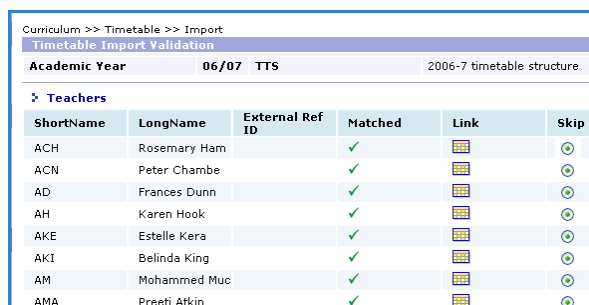 Curriculum >> Timetable >> Import
Timetable Import Validation
Academic Year 06/07 TTS 2006-7 timetable structure
Teachers
ShortName LongName External Ref ID Matched Link Skip
ACH Rosemary Ham
ACN Peter Chambe
AD Frances Dunn
AH Karen Hook
AKE Estelle Kera
AKI Belinda King
AM Mohammed Muc
AMA Preeti Atkin